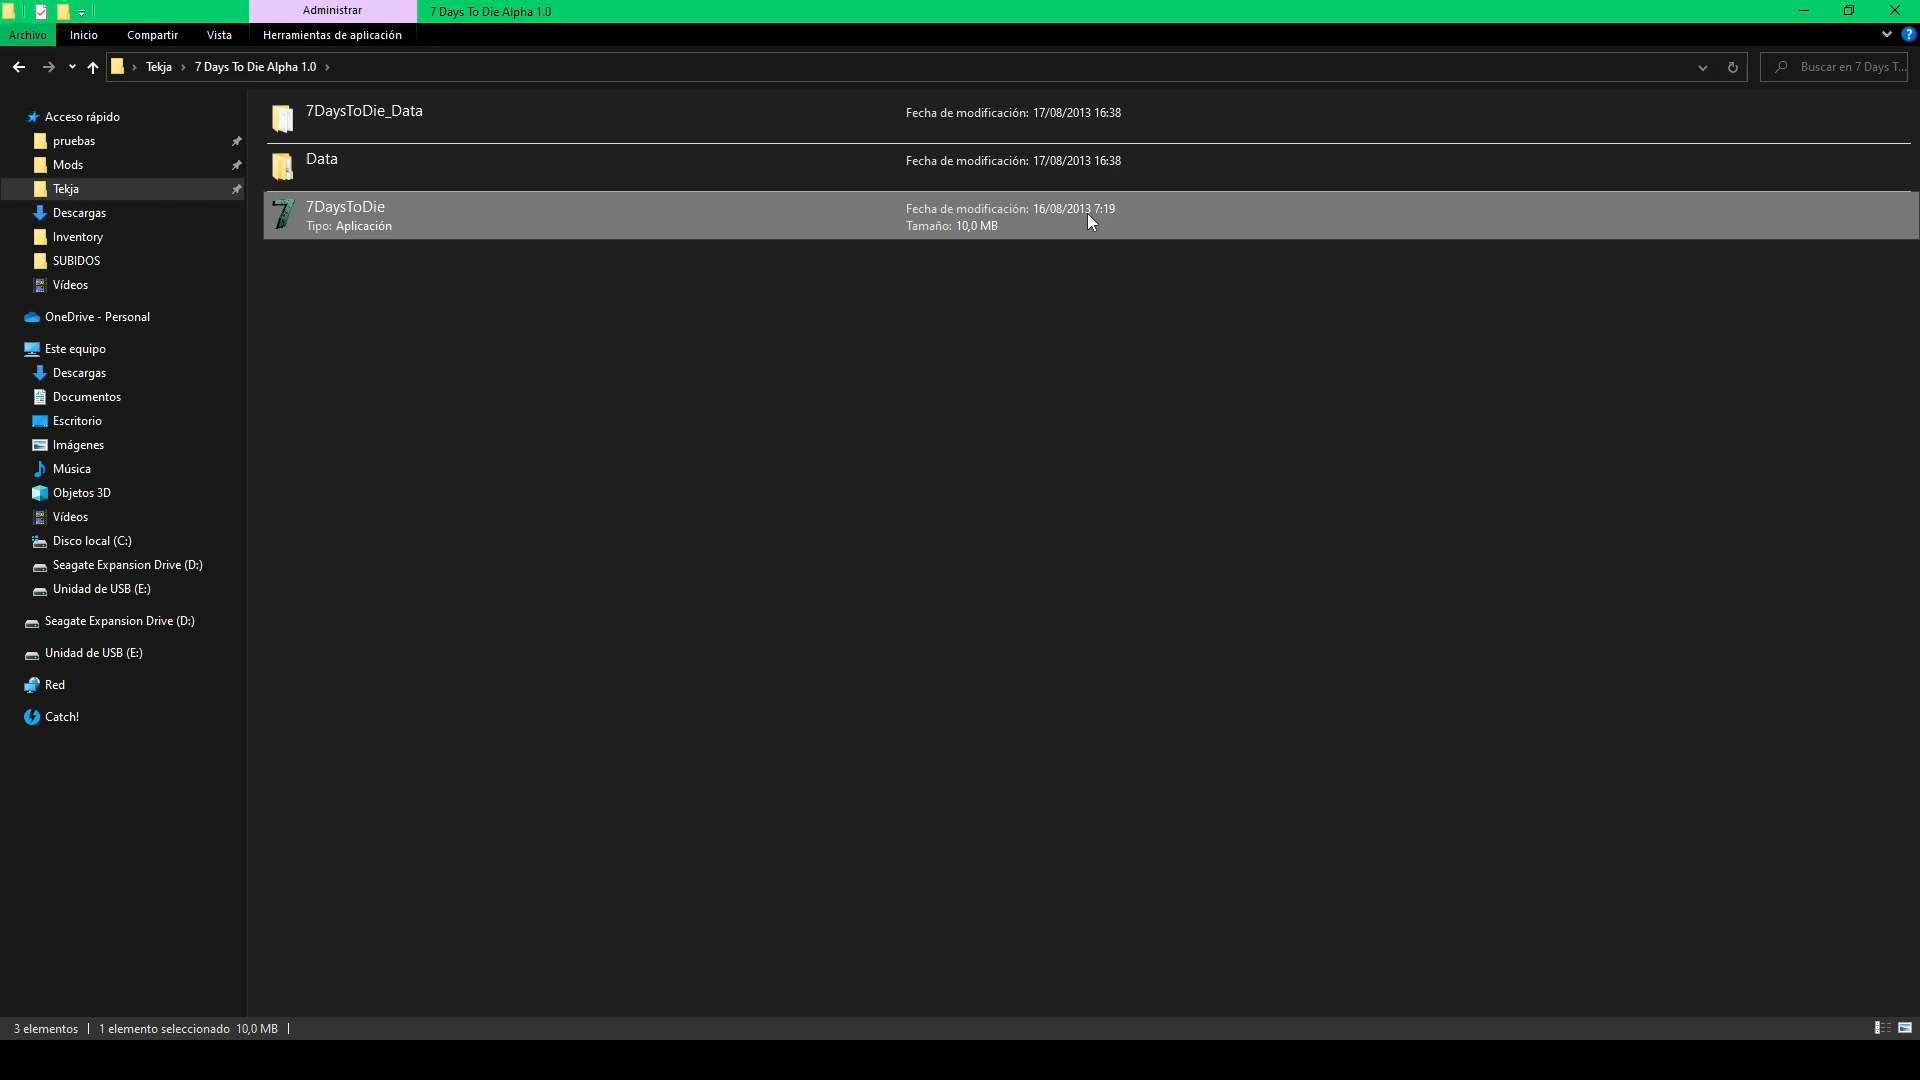 Administrar
7 Days To Die Alpha 1.0
Archivo
Inicio
Compartir
Vista
Herramientas de aplicación
Tekja
7 Days To Die Alpha 1.0
Buscar en 7 Days T...
Acceso rápido
pruebas
Mods
Tekja
Descargas
Inventory
SUBIDOS
Vídeos
OneDrive - Personal
Este equipo
Descargas
Documentos
Escritorio
Imágenes
Música
Objetos 3D
Vídeos
Disco local (C:)
Seagate Expansion Drive (D:)
Unidad de USB (E:)
Seagate Expansion Drive (D:)
Unidad de USB (E:)
Red
Catch!
7DaysToDie_Data
Fecha de modificación: 17/08/2013 16:38
Data
Fecha de modificación: 17/08/2013 16:38
7
7DaysToDie
Fecha de modificación: 16/08/2013 7:19
Tipo: Aplicación
Tamaño: 10,0 MB
3 elementos
1 elemento seleccionado 10,0 MB